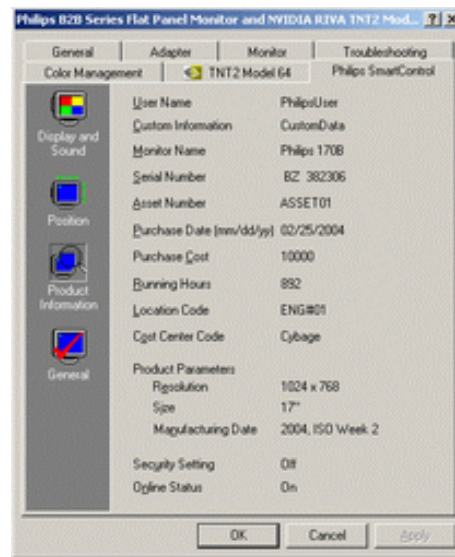 Philips B2B Series Flat Panel Monitor and NVIDIA RIVA TNT2 Mod...
General Adapter Monitor Troubleshooting
Color Management TNT2 Model 64 Philips SmartControl
Display and
Sound
Position
Product
Information
General
User Name PhilipsUser
Custom Information CustomData
Monitor Name Philips 170B
Serial Number BZ 382306
Asset Number ASSET01
Purchase Date (mm/dd/yy) 02/25/2004
Purchase Cost 10000
Running Hours 892
Location Code ENG#01
Cost Center Code Cybage
Product Parameters
Resolution 1024 x 768
Size 17"
Manufacturing Date 2004, ISO Week 2
Security Setting Off
Online Status On
OK Cancel Apply